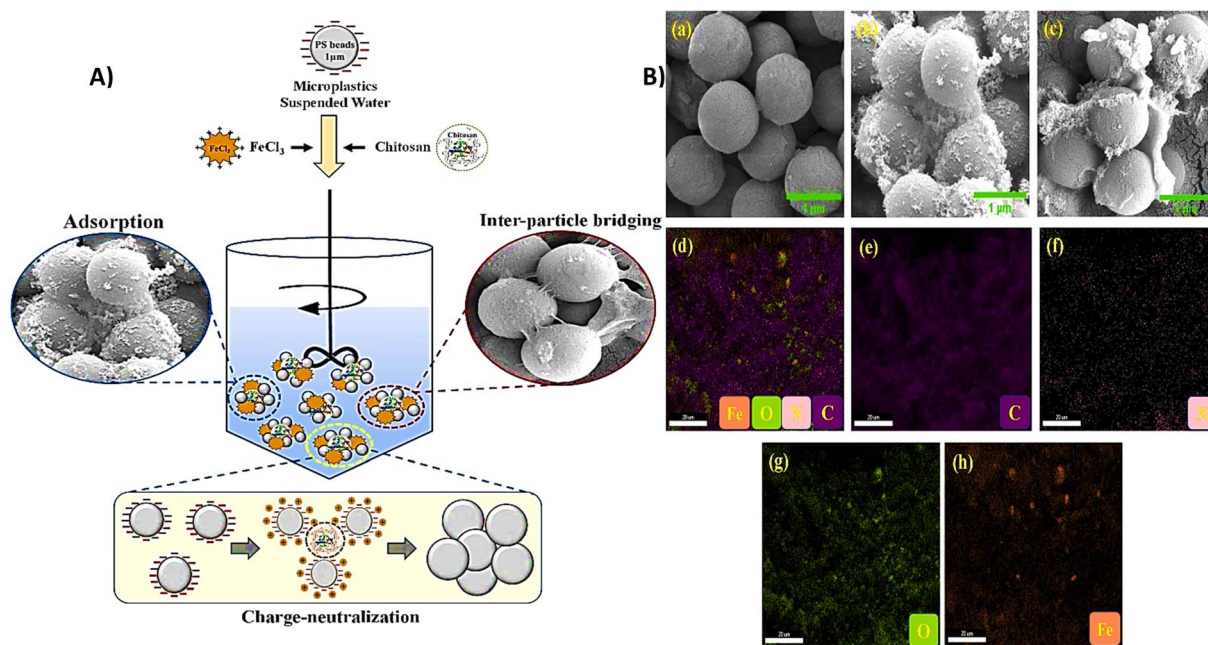 A)
PS beads
1μm
Microplastics
Suspended Water
FeCl3
FeCl3
Chitosan
Chitosan
Adsorption
Inter-particle bridging
Charge-neutralization
B)
(a)
1 μm
(b)
1 μm
(c)
(d)
20 um
Fe O N C
(e)
20 um
C
(f)
20 um
N
(g)
20 um
O
(h)
20 um
Fe